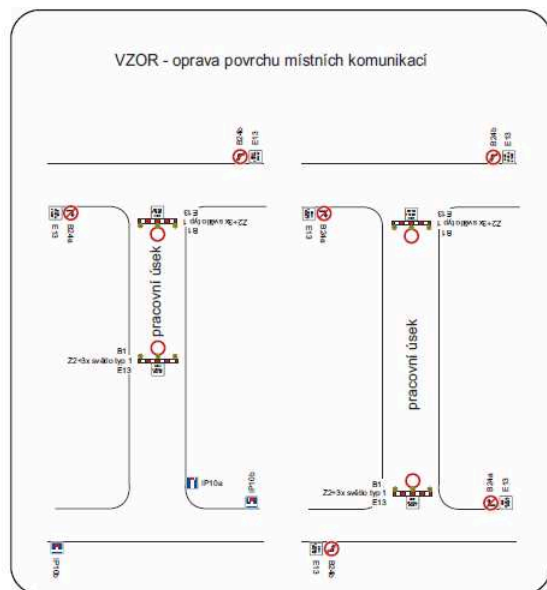 VZOR - oprava povrchu místních komunikací
B24b
E13
B24b
E13
E13
B24a
E13
Z2+3x světlo typ 1
B1
E13
B24a
E13
Z2+3x světlo typ 1
B1
pracovní úsek
pracovní úsek
B1
Z2+3x světlo typ 1
E13
IP10a
IP10b
B1
Z2+3x světlo typ 1
E13
B24a
E13
IP10b
E13
B24b